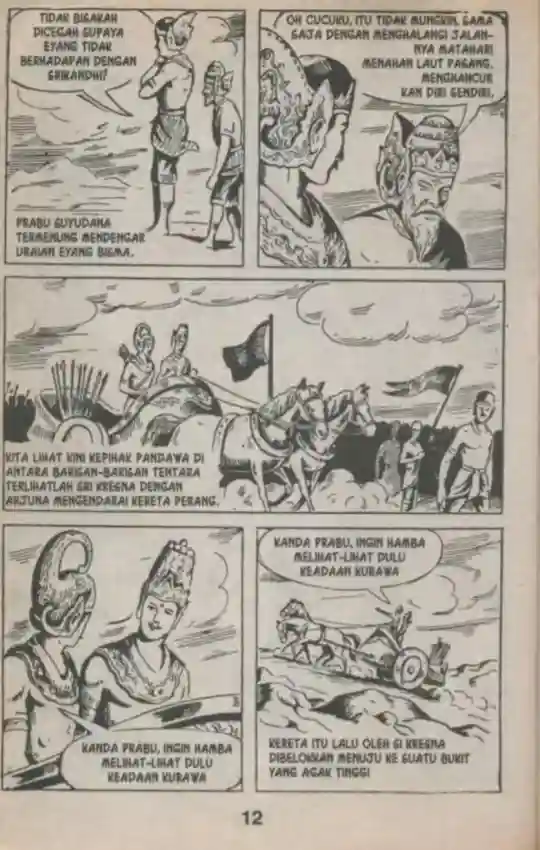 TIDAK BISAKAH
DICEGAH SUPAYA
EYANG TIDAK
BERHADAPAN DENGAN
SRIKANDHI?
PRABU SUYUDANA
TERMENUNG MENDENGAR
URAIAN EYANG BISMA.
OH CUCUKU, ITU TIDAK MUNGKIN. SAMA
SAJA DENGAN MENGHALANGI JALAN-
NYA MATAHARI
MENAHAN LAUT PASANG.
MENGHANCUR
KAN DIRI SENDIRI.
KITA LIHAT KINI KEPIHAK PANDAWA DI
ANTARA BARISAN-BARISAN TENTARA
TERLIHATLAH SRI KRESNA DENGAN
ARJUNA MENGENDARAI KERETA PERANG.
KANDA PRABU, INGIN HAMBA
MELIHAT-LIHAT DULU
KEADAAN KURAWA
KANDA PRABU, INGIN HAMBA
MELIHAT-LIHAT DULU
KEADAAN KURAWA
KERETA ITU LALU OLEH SI KRESNA
DIBELOKKAN MENUJU KE SUATU BUKIT
YANG AGAK TINGGI
12